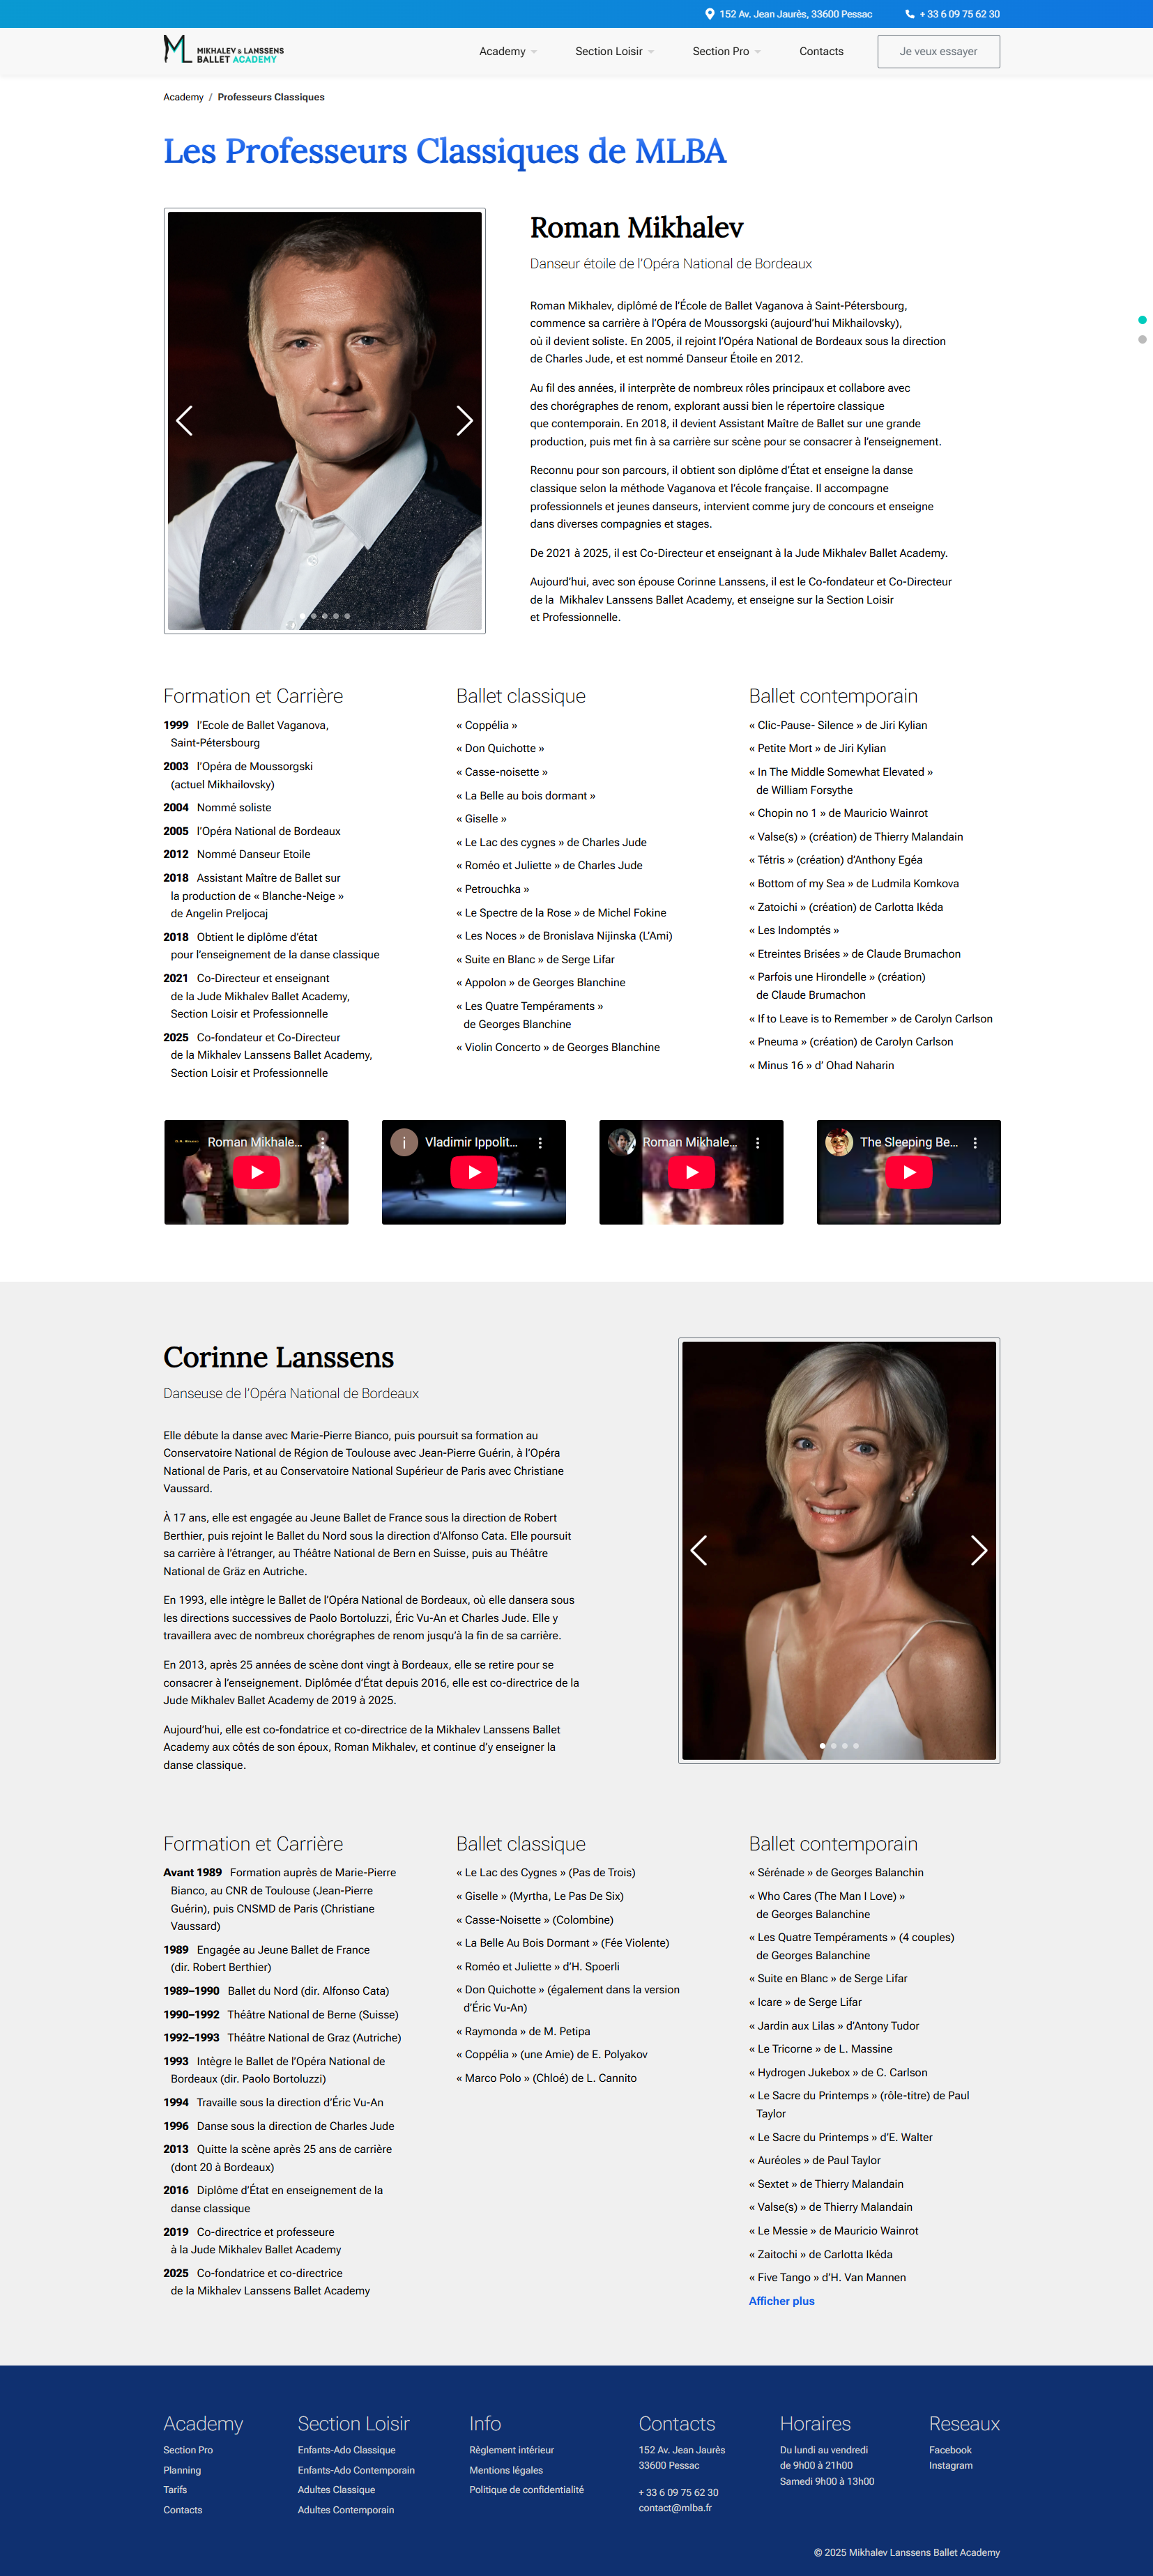 152 Av. Jean Jaurès, 33600 Pessac
+ 33 6 09 75 62 30
ML
MIKHALEV & LANSSENS
BALLET ACADEMY
Academy
Section Loisir
Section Pro
Contacts
Je veux essayer
Academy / Professeurs Classiques
Les Professeurs Classiques de MLBA
Roman Mikhalev
Danseur étoile de l'Opéra National de Bordeaux
Roman Mikhalev, diplômé de l'École de Ballet Vaganova à Saint-Pétersbourg,
commence sa carrière à l'Opéra de Moussorgski (aujourd'hui Mikhailovsky),
où il devient soliste. En 2005, il rejoint l'Opéra National de Bordeaux sous la direction
de Charles Jude, et est nommé Danseur Étoile en 2012.
Au fil des années, il interprète de nombreux rôles principaux et collabore avec
des chorégraphes de renom, explorant aussi bien le répertoire classique
que contemporain. En 2018, il devient Assistant Maître de Ballet sur une grande
production, puis met fin à sa carrière sur scène pour se consacrer à l'enseignement.
Reconnu pour son parcours, il obtient son diplôme d'État et enseigne la danse
classique selon la méthode Vaganova et l'école française. Il accompagne
professionnels et jeunes danseurs, intervient comme jury de concours et enseigne
dans diverses compagnies et stages.
De 2021 à 2025, il est Co-Directeur et enseignant à la Jude Mikhalev Ballet Academy.
Aujourd'hui, avec son épouse Corinne Lanssens, il est le Co-fondateur et Co-Directeur
de la Mikhalev Lanssens Ballet Academy, et enseigne sur la Section Loisir
et Professionnelle.
Formation et Carrière
1999 l'Ecole de Ballet Vaganova,
Saint-Pétersbourg
2003 l'Opéra de Moussorgski
(actuel Mikhailovsky)
2004 Nommé soliste
2005 l'Opéra National de Bordeaux
2012 Nommé Danseur Etoile
2018 Assistant Maître de Ballet sur
la production de « Blanche-Neige »
de Angelin Preljocaj
2018 Obtient le diplôme d'état
pour l'enseignement de la danse classique
2021 Co-Directeur et enseignant
de la Jude Mikhalev Ballet Academy,
Section Loisir et Professionnelle
2025 Co-fondateur et Co-Directeur
de la Mikhalev Lanssens Ballet Academy,
Section Loisir et Professionnelle
Ballet classique
« Coppélia »
« Don Quichotte »
« Casse-noisette »
« La Belle au bois dormant »
« Giselle »
« Le Lac des cygnes » de Charles Jude
« Roméo et Juliette » de Charles Jude
« Petrouchka »
« Le Spectre de la Rose » de Michel Fokine
« Les Noces » de Bronislava Nijinska (L'Ami)
« Suite en Blanc » de Serge Lifar
« Appolon » de Georges Blanchine
« Les Quatre Tempéraments »
de Georges Blanchine
« Violin Concerto » de Georges Blanchine
Ballet contemporain
« Clic-Pause- Silence » de Jiri Kylian
« Petite Mort » de Jiri Kylian
« In The Middle Somewhat Elevated »
de William Forsythe
« Chopin no 1 » de Mauricio Wainrot
« Valse(s) » (création) de Thierry Malandain
« Tétris » (création) d'Anthony Egéa
« Bottom of my Sea » de Ludmila Komkova
« Zatoichi » (création) de Carlotta Ikéda
« Les Indomptés »
« Etreintes Brisées » de Claude Brumachon
« Parfois une Hirondelle » (création)
de Claude Brumachon
« If to Leave is to Remember » de Carolyn Carlson
« Pneuma » (création) de Carolyn Carlson
« Minus 16 » d' Ohad Naharin
Roman Mikhale...
i Vladimir Ippolit...
Roman Mikhale...
The Sleeping Be...
Corinne Lanssens
Danseuse de l'Opéra National de Bordeaux
Elle débute la danse avec Marie-Pierre Bianco, puis poursuit sa formation au
Conservatoire National de Région de Toulouse avec Jean-Pierre Guérin, à l'Opéra
National de Paris, et au Conservatoire National Supérieur de Paris avec Christiane
Vaussard.
À 17 ans, elle est engagée au Jeune Ballet de France sous la direction de Robert
Berthier, puis rejoint le Ballet du Nord sous la direction d'Alfonso Cata. Elle poursuit
sa carrière à l'étranger, au Théâtre National de Bern en Suisse, puis au Théâtre
National de Gräz en Autriche.
En 1993, elle intègre le Ballet de l'Opéra National de Bordeaux, où elle dansera sous
les directions successives de Paolo Bortoluzzi, Éric Vu-An et Charles Jude. Elle y
travaillera avec de nombreux chorégraphes de renom jusqu'à la fin de sa carrière.
En 2013, après 25 années de scène dont vingt à Bordeaux, elle se retire pour se
consacrer à l'enseignement. Diplômée d'État depuis 2016, elle est co-directrice de la
Jude Mikhalev Ballet Academy de 2019 à 2025.
Aujourd'hui, elle est co-fondatrice et co-directrice de la Mikhalev Lanssens Ballet
Academy aux côtés de son époux, Roman Mikhalev, et continue d'y enseigner la
danse classique.
Formation et Carrière
Avant 1989 Formation auprès de Marie-Pierre
Bianco, au CNR de Toulouse (Jean-Pierre
Guérin), puis CNSMD de Paris (Christiane
Vaussard)
1989 Engagée au Jeune Ballet de France
(dir. Robert Berthier)
1989–1990 Ballet du Nord (dir. Alfonso Cata)
1990–1992 Théâtre National de Berne (Suisse)
1992–1993 Théâtre National de Graz (Autriche)
1993 Intègre le Ballet de l'Opéra National de
Bordeaux (dir. Paolo Bortoluzzi)
1994 Travaille sous la direction d'Éric Vu-An
1996 Danse sous la direction de Charles Jude
2013 Quitte la scène après 25 ans de carrière
(dont 20 à Bordeaux)
2016 Diplôme d'État en enseignement de la
danse classique
2019 Co-directrice et professeure
à la Jude Mikhalev Ballet Academy
2025 Co-fondatrice et co-directrice
de la Mikhalev Lanssens Ballet Academy
Ballet classique
« Le Lac des Cygnes » (Pas de Trois)
« Giselle » (Myrtha, Le Pas De Six)
« Casse-Noisette » (Colombine)
« La Belle Au Bois Dormant » (Fée Violente)
« Roméo et Juliette » d'H. Spoerli
« Don Quichotte » (également dans la version
d'Éric Vu-An)
« Raymonda » de M. Petipa
« Coppélia » (une Amie) de E. Polyakov
« Marco Polo » (Chloé) de L. Cannito
Ballet contemporain
« Sérénade » de Georges Balanchin
« Who Cares (The Man I Love) »
de Georges Balanchine
« Les Quatre Tempéraments » (4 couples)
de Georges Balanchine
« Suite en Blanc » de Serge Lifar
« Icare » de Serge Lifar
« Jardin aux Lilas » d'Antony Tudor
« Le Tricorne » de L. Massine
« Hydrogen Jukebox » de C. Carlson
« Le Sacre du Printemps » (rôle-titre) de Paul
Taylor
« Le Sacre du Printemps » d'E. Walter
« Auréoles » de Paul Taylor
« Sextet » de Thierry Malandain
« Valse(s) » de Thierry Malandain
« Le Messie » de Mauricio Wainrot
« Zaitochi » de Carlotta Ikéda
« Five Tango » d'H. Van Mannen
Afficher plus
Academy
Section Pro
Planning
Tarifs
Contacts
Section Loisir
Enfants-Ado Classique
Enfants-Ado Contemporain
Adultes Classique
Adultes Contemporain
Info
Règlement intérieur
Mentions légales
Politique de confidentialité
Contacts
152 Av. Jean Jaurès
33600 Pessac
+ 33 6 09 75 62 30
contact@mlba.fr
Horaires
Du lundi au vendredi
de 9h00 à 21h00
Samedi 9h00 à 13h00
Reseaux
Facebook
Instagram
© 2025 Mikhalev Lanssens Ballet Academy